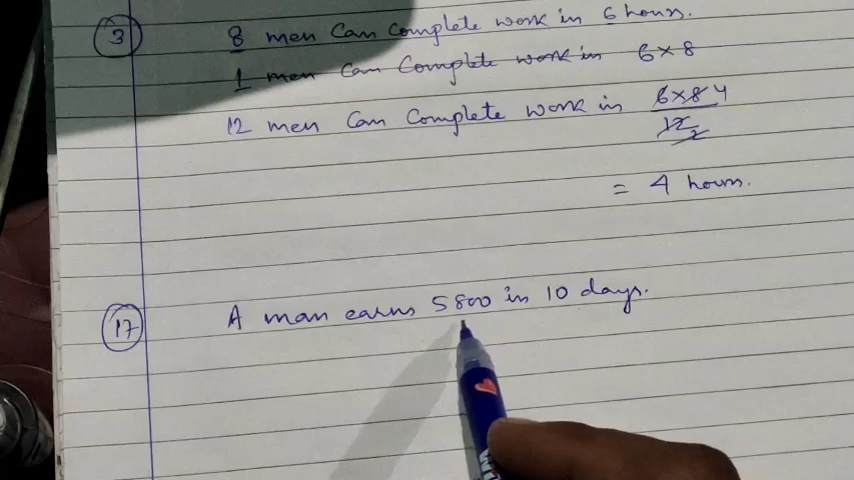 3 8 men can complete work in 6 hours.
1 men can complete work in 6×8
12 men can complete work in 6×8 4
12 2
= 4 hours.
17 A man earns 5800 in 10 days.